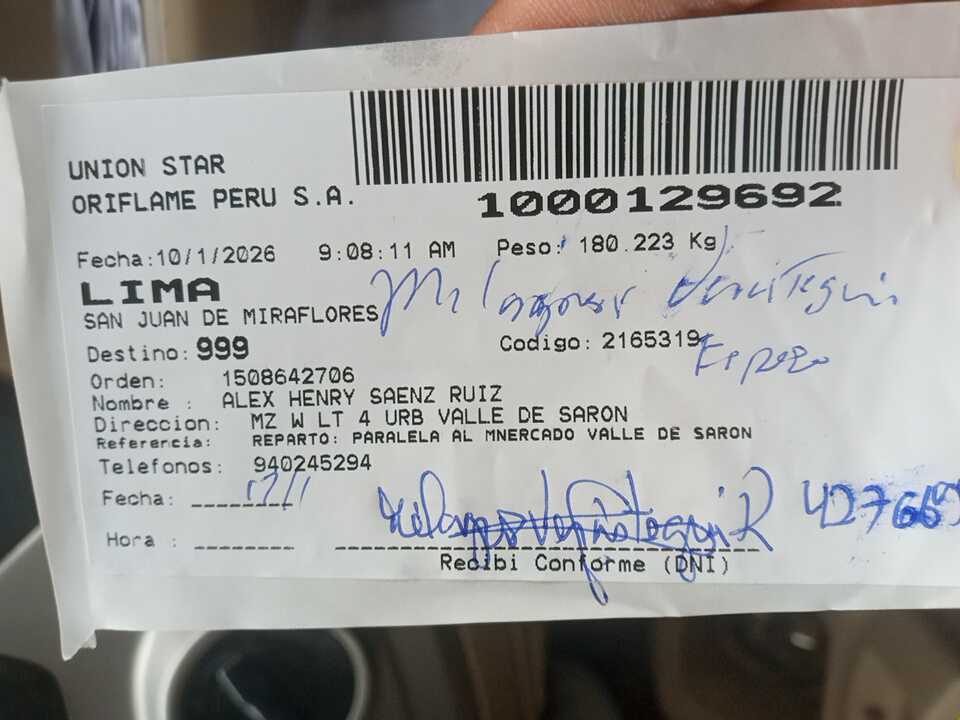 UNION STAR
ORIFLAME PERU S.A.
1000129692
Fecha:10/1/2026 9:08:11 AM Peso: 180.223 Kg
LIMA
SAN JUAN DE MIRAFLORES
Destino: 999 Codigo: 2165319
Orden: 1508642706
Nombre : ALEX HENRY SAENZ RUIZ
Direccion: MZ W LT 4 URB VALLE DE SARON
Referencia: REPARTO: PARALELA AL MNERCADO VALLE DE SARON
Telefonos: 940245294
Fecha:
Hora :
Recibi Conforme (DNI)